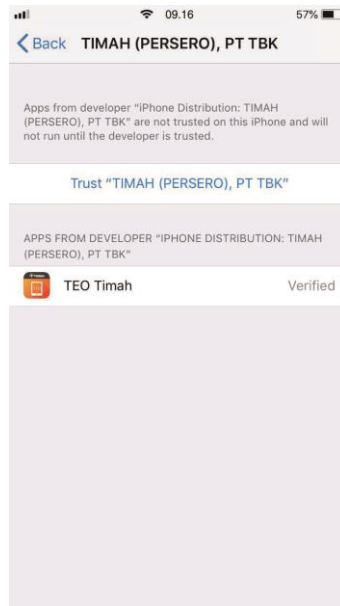 09.16 57%
Back TIMAH (PERSERO), PT TBK
Apps from developer "iPhone Distribution: TIMAH
(PERSERO), PT TBK" are not trusted on this iPhone and will
not run until the developer is trusted.
Trust "TIMAH (PERSERO), PT TBK"
APPS FROM DEVELOPER "IPHONE DISTRIBUTION: TIMAH
(PERSERO), PT TBK"
TEO Timah Verified